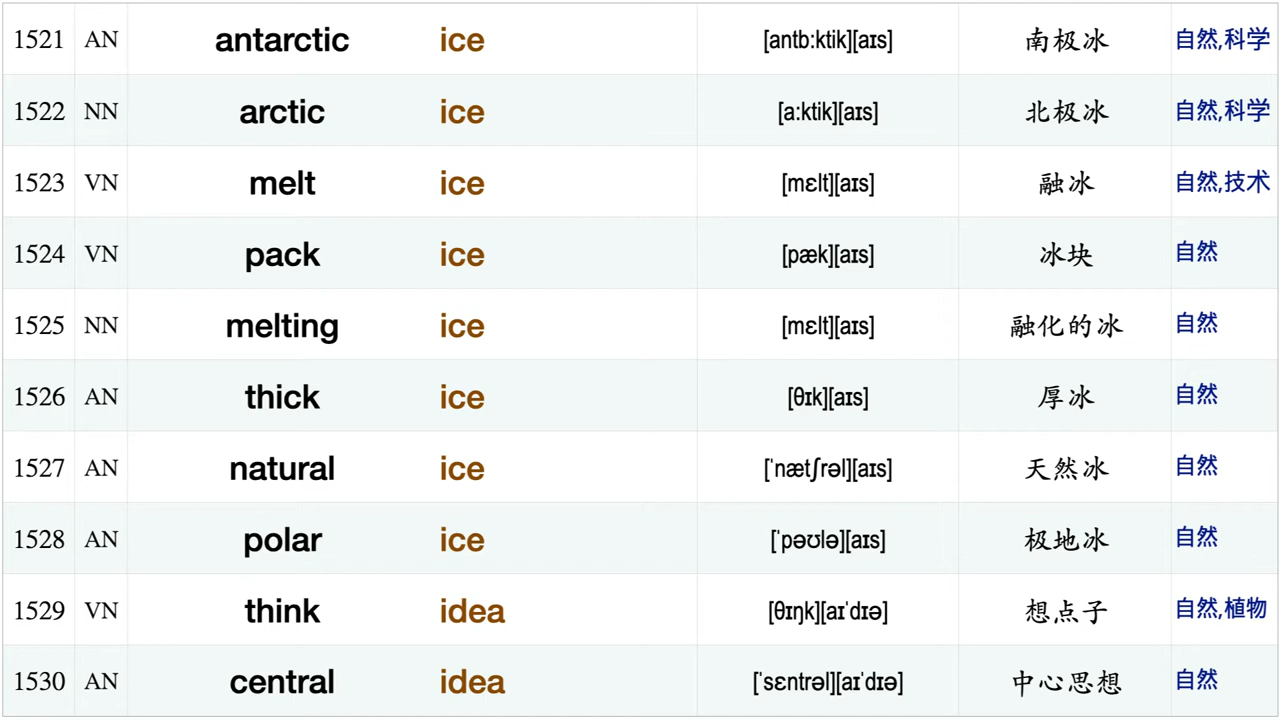 1521 AN antarctic ice [antb:ktik][aɪs] 南极冰 自然,科学
1522 NN arctic ice [a:ktik][aɪs] 北极冰 自然,科学
1523 VN melt ice [mɛlt][aɪs] 融冰 自然,技术
1524 VN pack ice [pæk][aɪs] 冰块 自然
1525 NN melting ice [mɛlt][aɪs] 融化的冰 自然
1526 AN thick ice [θɪk][aɪs] 厚冰 自然
1527 AN natural ice [ˈnætʃrəl][aɪs] 天然冰 自然
1528 AN polar ice [ˈpəʊlə][aɪs] 极地冰 自然
1529 VN think idea [θɪŋk][aɪˈdɪə] 想点子 自然,植物
1530 AN central idea [ˈsɛntrəl][aɪˈdɪə] 中心思想 自然